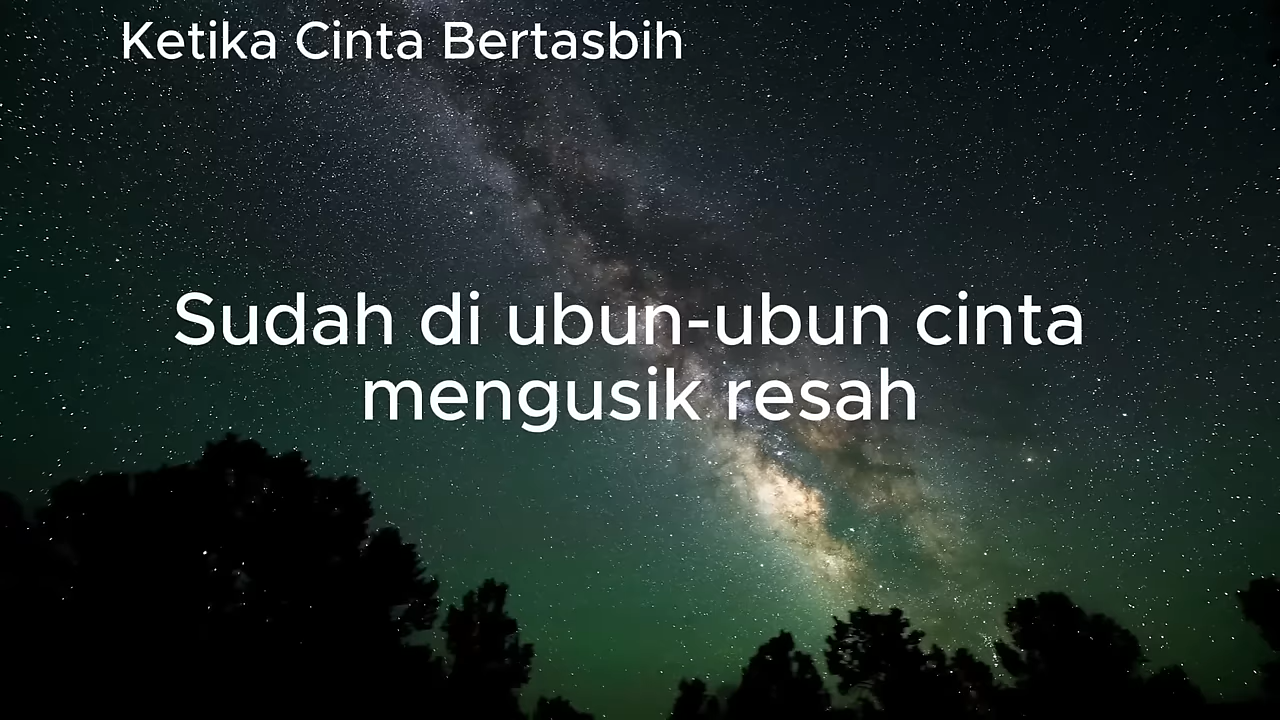 Ketika Cinta Bertasbih
Sudah di ubun-ubun cinta
mengusik resah